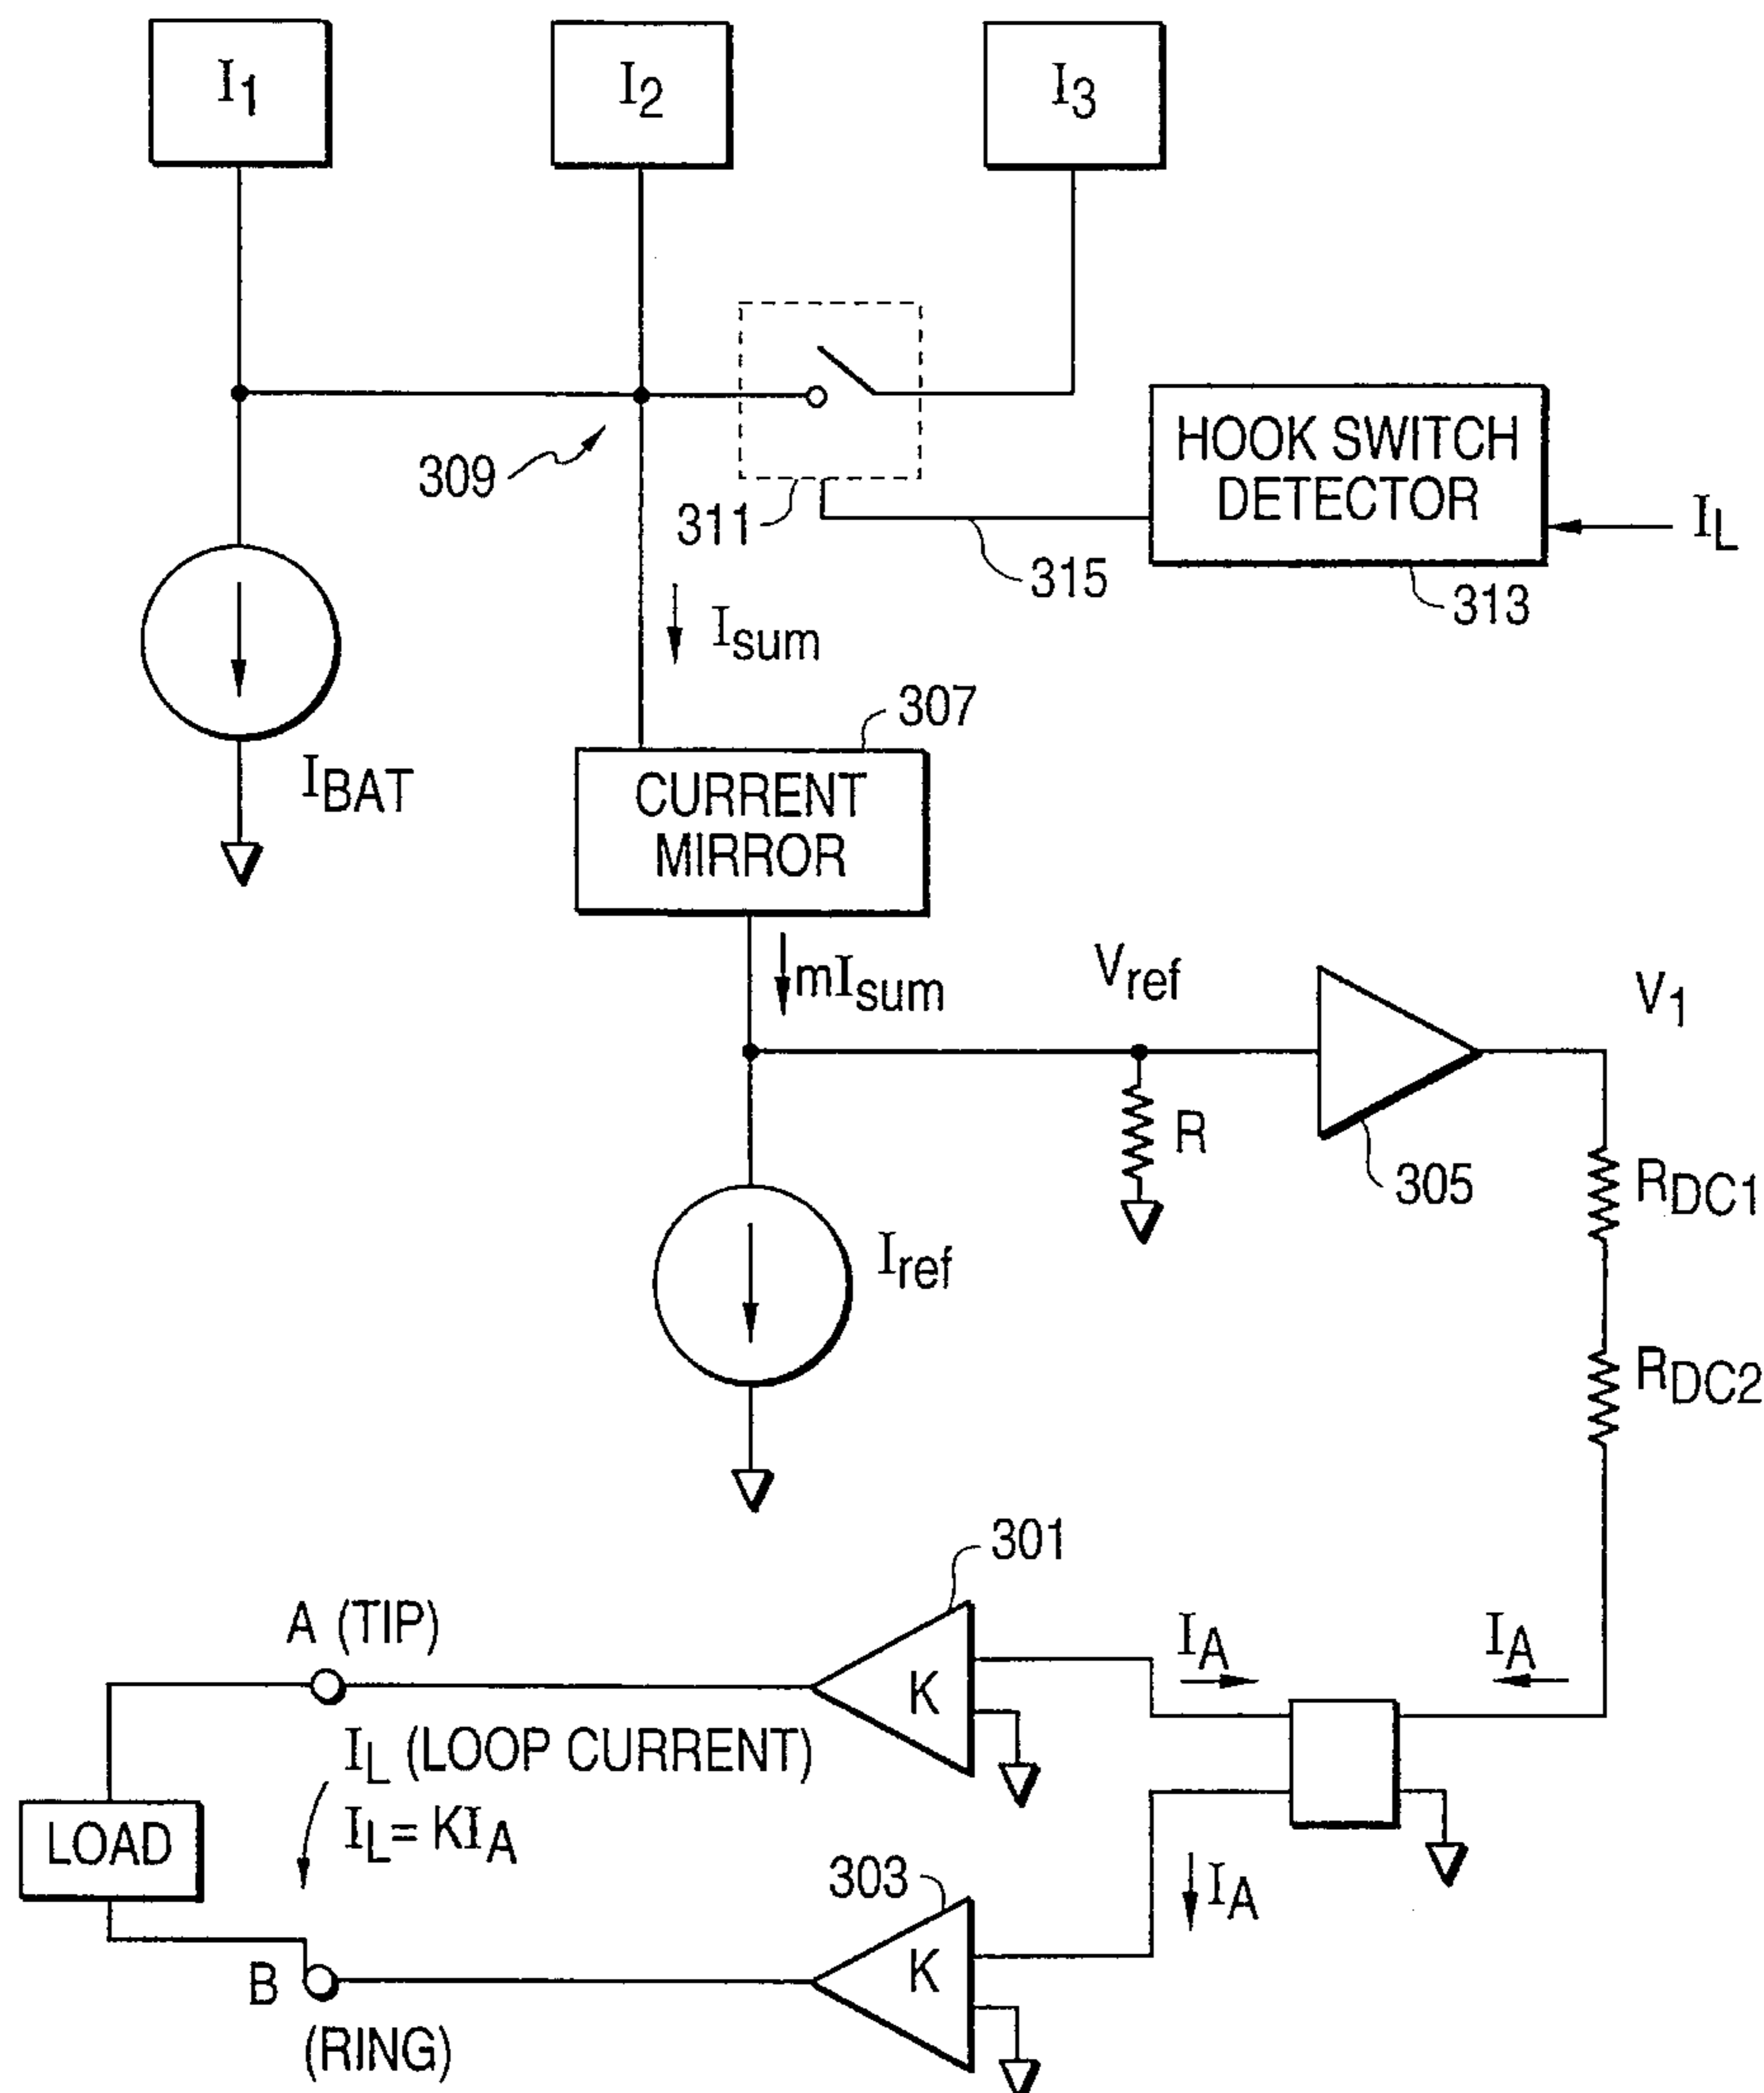 I1
I2
I3
HOOK SWITCH
DETECTOR
309
311
IL
315
313
Isum
307
IBAT
CURRENT
MIRROR
mIsum
Vref
V1
R
305
RDC1
Iref
RDC2
301
A (TIP)
IA
IA
K
IL (LOOP CURRENT)
IL= KIA
LOAD
303
IA
K
B
(RING)